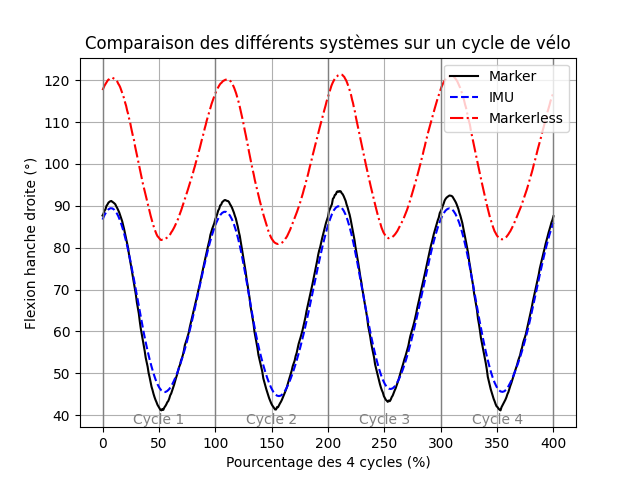 Comparaison des différents systèmes sur un cycle de vélo
Marker
IMU
Markerless
Flexion hanche droite (°)
120
110
100
90
80
70
60
50
40
Cycle 1 Cycle 2 Cycle 3 Cycle 4
0 50 100 150 200 250 300 350 400
Pourcentage des 4 cycles (%)